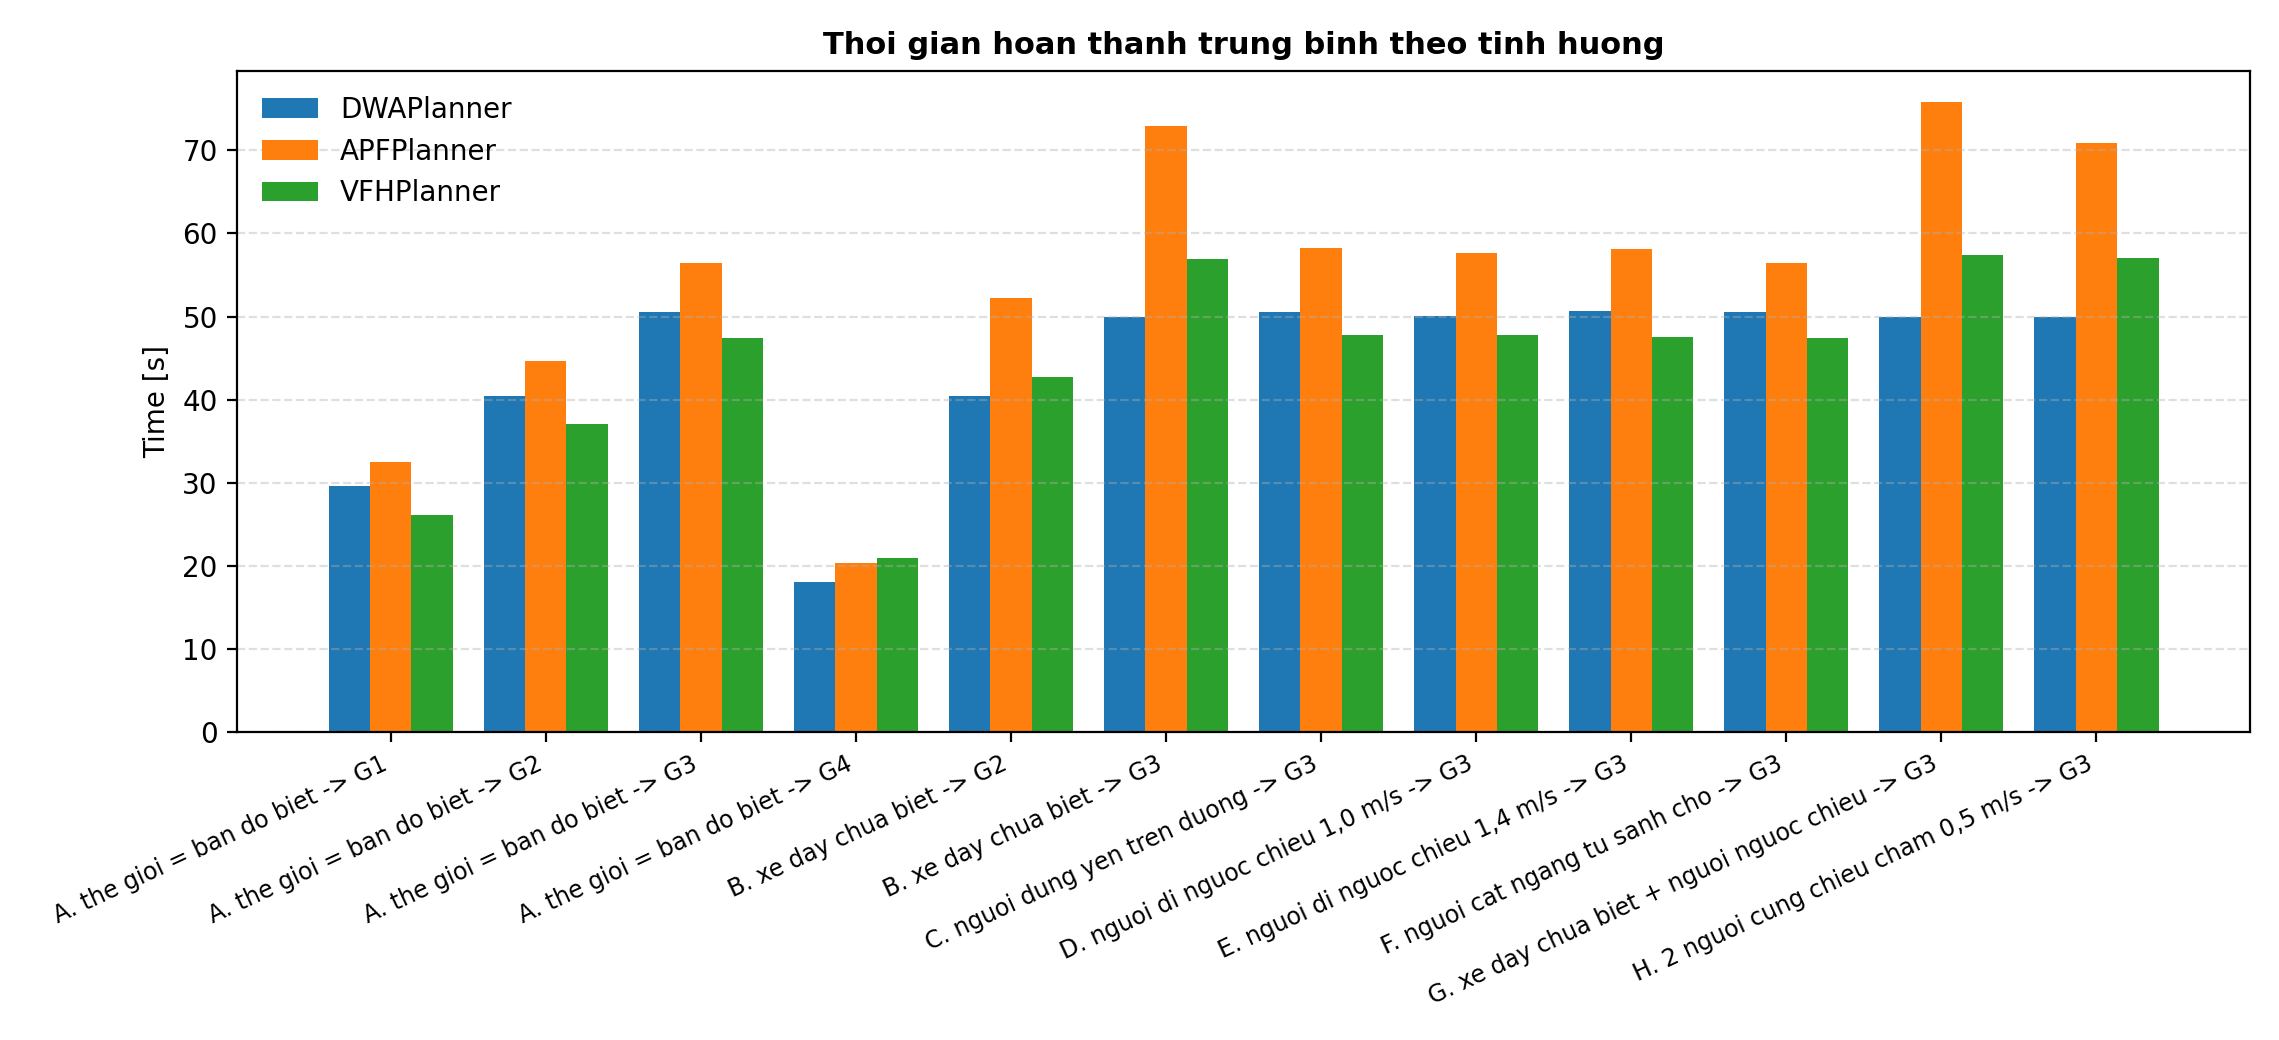 Thoi gian hoan thanh trung binh theo tinh huong
DWAPlanner
APFPlanner
VFHPlanner
Time [s]
70
60
50
40
30
20
10
0
A. the gioi = ban do biet -> G1
A. the gioi = ban do biet -> G2
A. the gioi = ban do biet -> G3
A. the gioi = ban do biet -> G4
B. xe day chua biet -> G2
B. xe day chua biet -> G3
C. nguoi dung yen tren duong -> G3
D. nguoi di nguoc chieu 1,0 m/s -> G3
E. nguoi di nguoc chieu 1,4 m/s -> G3
F. nguoi cat ngang tu sanh cho -> G3
G. xe day chua biet + nguoi nguoc chieu -> G3
H. 2 nguoi cung chieu cham 0,5 m/s -> G3